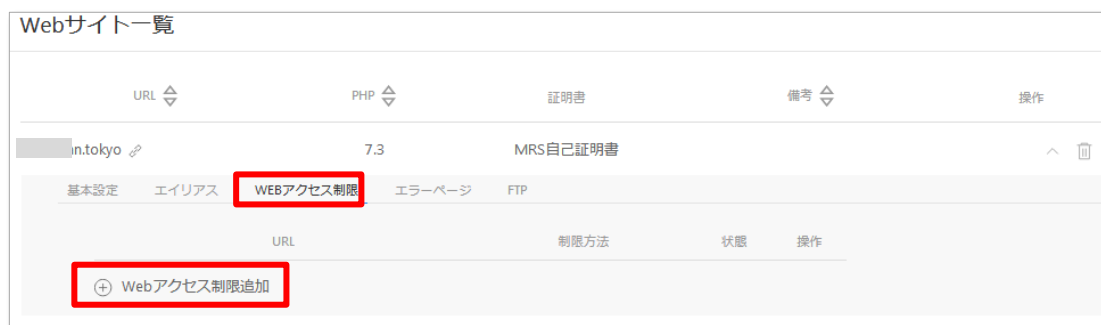 Webサイト一覧
URL PHP 証明書 備考 操作
n.tokyo 7.3 MRS自己証明書
基本設定 エイリアス WEBアクセス制限 エラーページ FTP
URL 制限方法 状態 操作
Webアクセス制限追加